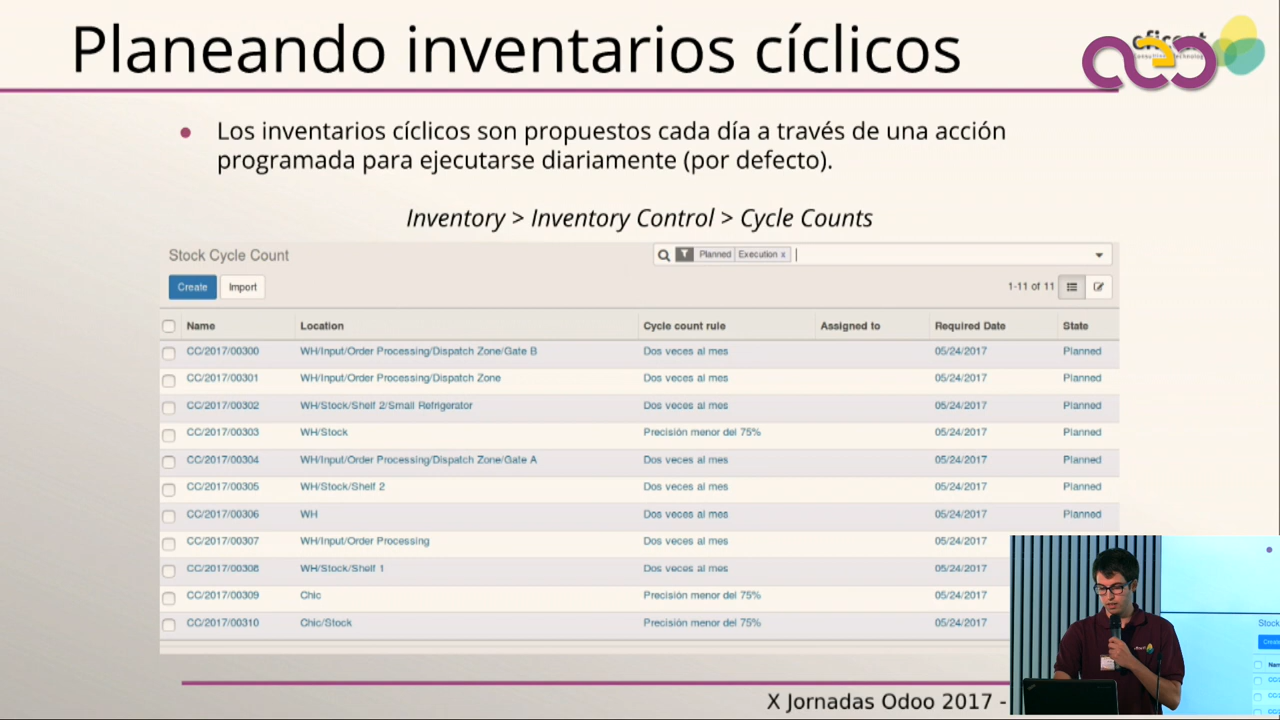 Planeando inventarios cíclicos
Los inventarios cíclicos son propuestos cada día a través de una acción
programada para ejecutarse diariamente (por defecto).
Inventory > Inventory Control > Cycle Counts
Stock Cycle Count
Planned Execution x
Create Import
1-11 of 11
Name Location Cycle count rule Assigned to Required Date State
CC/2017/00300 WH/Input/Order Processing/Dispatch Zone/Gate B Dos veces al mes 05/24/2017 Planned
CC/2017/00301 WH/Input/Order Processing/Dispatch Zone Dos veces al mes 05/24/2017 Planned
CC/2017/00302 WH/Stock/Shelf 2/Small Refrigerator Dos veces al mes 05/24/2017 Planned
CC/2017/00303 WH/Stock Precisión menor del 75% 05/24/2017 Planned
CC/2017/00304 WH/Input/Order Processing/Dispatch Zone/Gate A Dos veces al mes 05/24/2017 Planned
CC/2017/00305 WH/Stock/Shelf 2 Dos veces al mes 05/24/2017 Planned
CC/2017/00306 WH Dos veces al mes 05/24/2017 Planned
CC/2017/00307 WH/Input/Order Processing Dos veces al mes 05/24/2017
CC/2017/00308 WH/Stock/Shelf 1 Dos veces al mes 05/24/2017
CC/2017/00309 Chic Precisión menor del 75% 05/24/2017
CC/2017/00310 Chic/Stock Precisión menor del 75% 05/24/2017
X Jornadas Odoo 2017 -
Stock